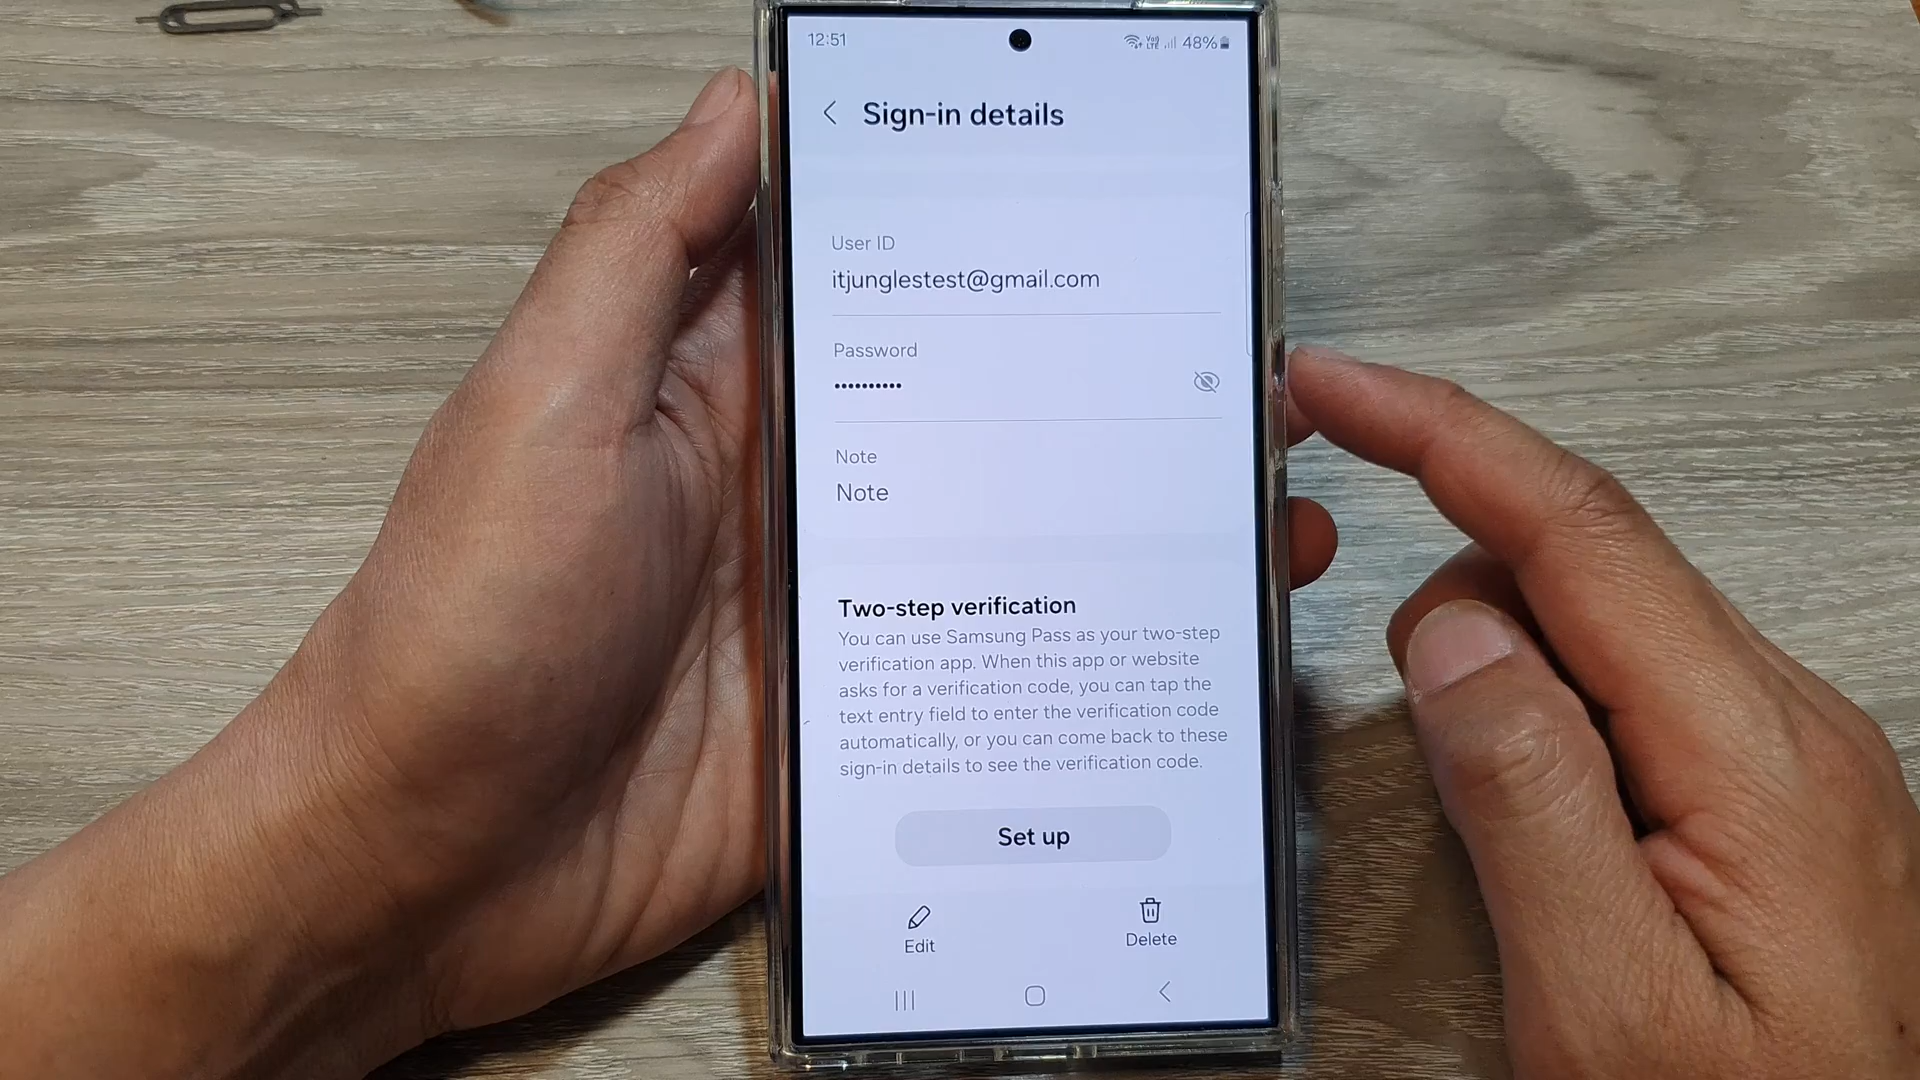 12:51
48%
Sign-in details
User ID
itjunglestest@gmail.com
Password
••••••••••
Note
Note
Two-step verification
You can use Samsung Pass as your two-step
verification app. When this app or website
asks for a verification code, you can tap the
text entry field to enter the verification code
automatically, or you can come back to these
sign-in details to see the verification code.
Set up
Edit
Delete